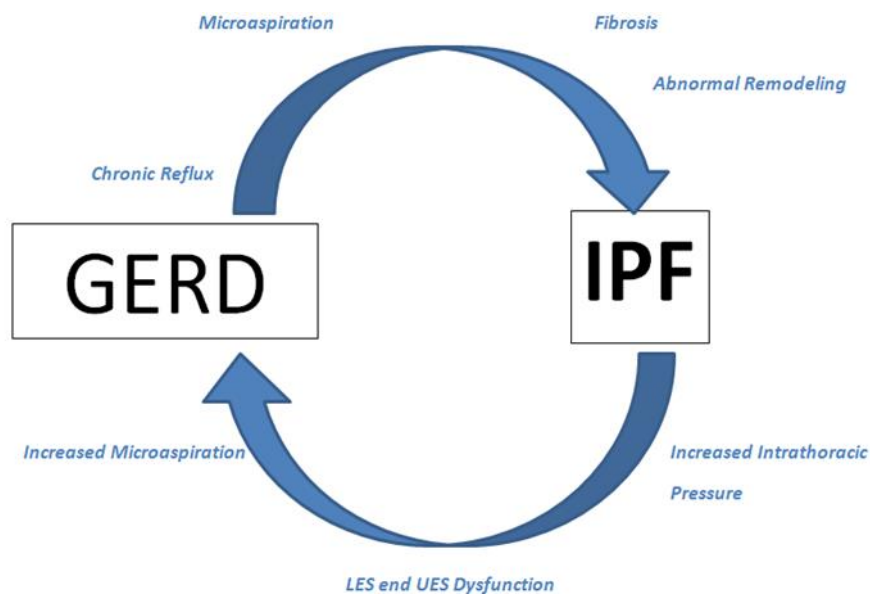 Microaspiration
Fibrosis
Abnormal Remodeling
Chronic Reflux
GERD
IPF
Increased Microaspiration
Increased Intrathoracic
Pressure
LES end UES Dysfunction